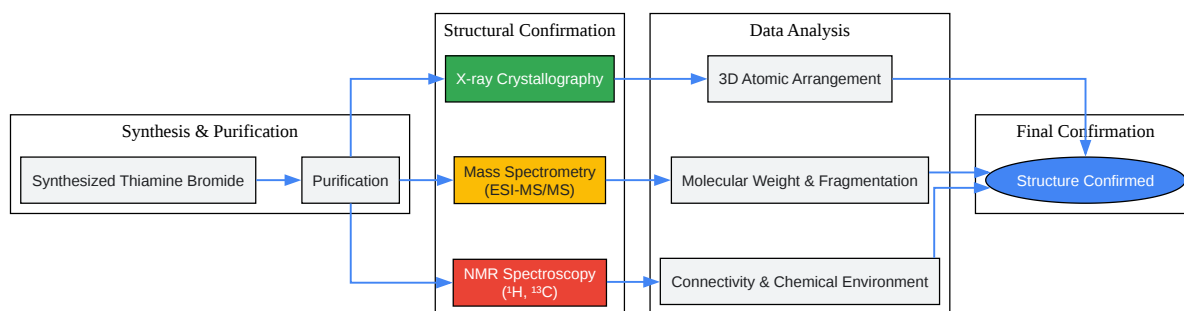 Synthesis & Purification
Synthesized Thiamine Bromide
Purification
Structural Confirmation
X-ray Crystallography
Mass Spectrometry
(ESI-MS/MS)
NMR Spectroscopy
(¹H, ¹³C)
Data Analysis
3D Atomic Arrangement
Molecular Weight & Fragmentation
Connectivity & Chemical Environment
Final Confirmation
Structure Confirmed